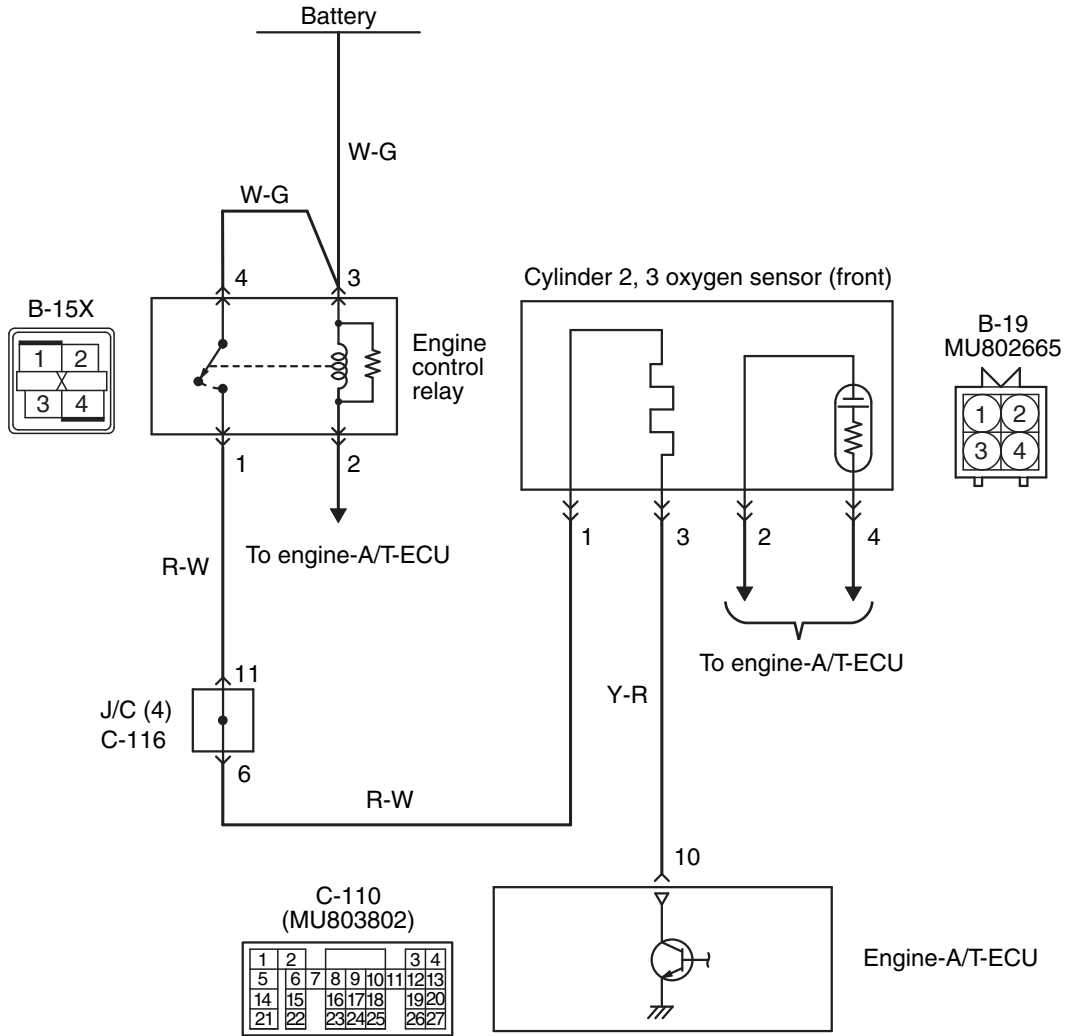 Battery
W-G
W-G
4
3
Cylinder 2, 3 oxygen sensor (front)
B-15X
1 2
3 4
Engine
control
relay
B-19
MU802665
1 2
3 4
1
2
To engine-A/T-ECU
1
3
2
4
R-W
To engine-A/T-ECU
Y-R
11
J/C (4)
C-116
6
R-W
10
C-110
(MU803802)
1 2 3 4
5 6 7 8 9 10 11 12 13
14 15 16 17 18 19 20
21 22 23 24 25 26 27
Engine-A/T-ECU